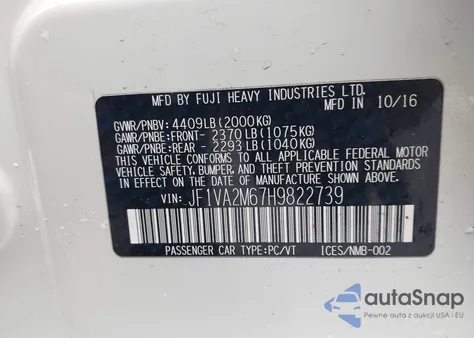 MFD BY FUJI HEAVY INDUSTRIES LTD.
MFD IN 10/16
GVWR/PNBV: 4409LB(2000KG)
GAWR/PNBE:FRONT- 2370LB(1075KG)
GAWR/PNBE:REAR - 2293LB(1040KG)
THIS VEHICLE CONFORMS TO ALL APPLICABLE FEDERAL MOTOR
VEHICLE SAFETY, BUMPER, AND THEFT PREVENTION STANDARDS
IN EFFECT ON THE DATE OF MANUFACTURE SHOWN ABOVE.
VIN: JF1VA2M67H9822739
PASSENGER CAR TYPE:PC/VT ICES/NMB-002
autoSnap
Pewne auta z USA i EU